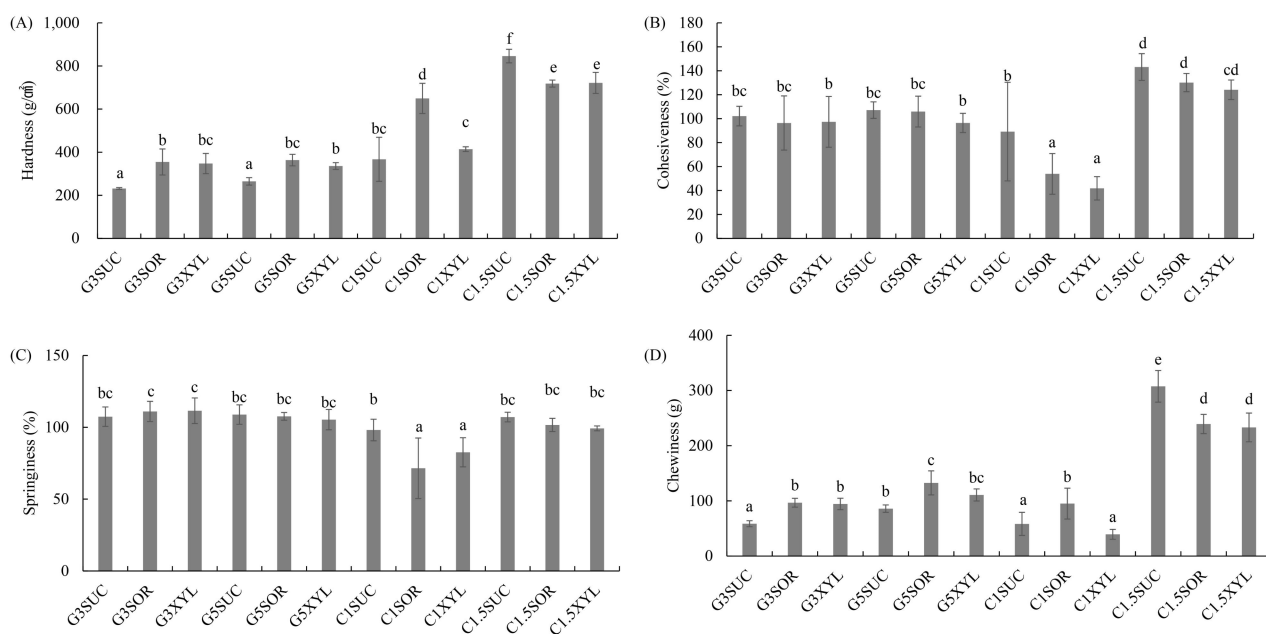 (A)
Hardness (g/㎠)
1,000
800
600
400
200
0
a
b
bc
a
bc
b
bc
d
c
f
e
e
G3SUC
G3SOR
G3XYL
G5SUC
G5SOR
G5XYL
C1SUC
C1SOR
C1XYL
C1.5SUC
C1.5SOR
C1.5XYL
(B)
Cohesiveness (%)
180
160
140
120
100
80
60
40
20
0
bc
bc
b
bc
bc
b
b
a
a
d
d
cd
G3SUC
G3SOR
G3XYL
G5SUC
G5SOR
G5XYL
C1SUC
C1SOR
C1XYL
C1.5SUC
C1.5SOR
C1.5XYL
(C)
Springiness (%)
150
100
50
0
bc
c
c
bc
bc
bc
b
a
a
bc
bc
bc
G3SUC
G3SOR
G3XYL
G5SUC
G5SOR
G5XYL
C1SUC
C1SOR
C1XYL
C1.5SUC
C1.5SOR
C1.5XYL
(D)
Chewiness (g)
400
300
200
100
0
a
b
b
b
c
bc
a
b
a
e
d
d
G3SUC
G3SOR
G3XYL
G5SUC
G5SOR
G5XYL
C1SUC
C1SOR
C1XYL
C1.5SUC
C1.5SOR
C1.5XYL